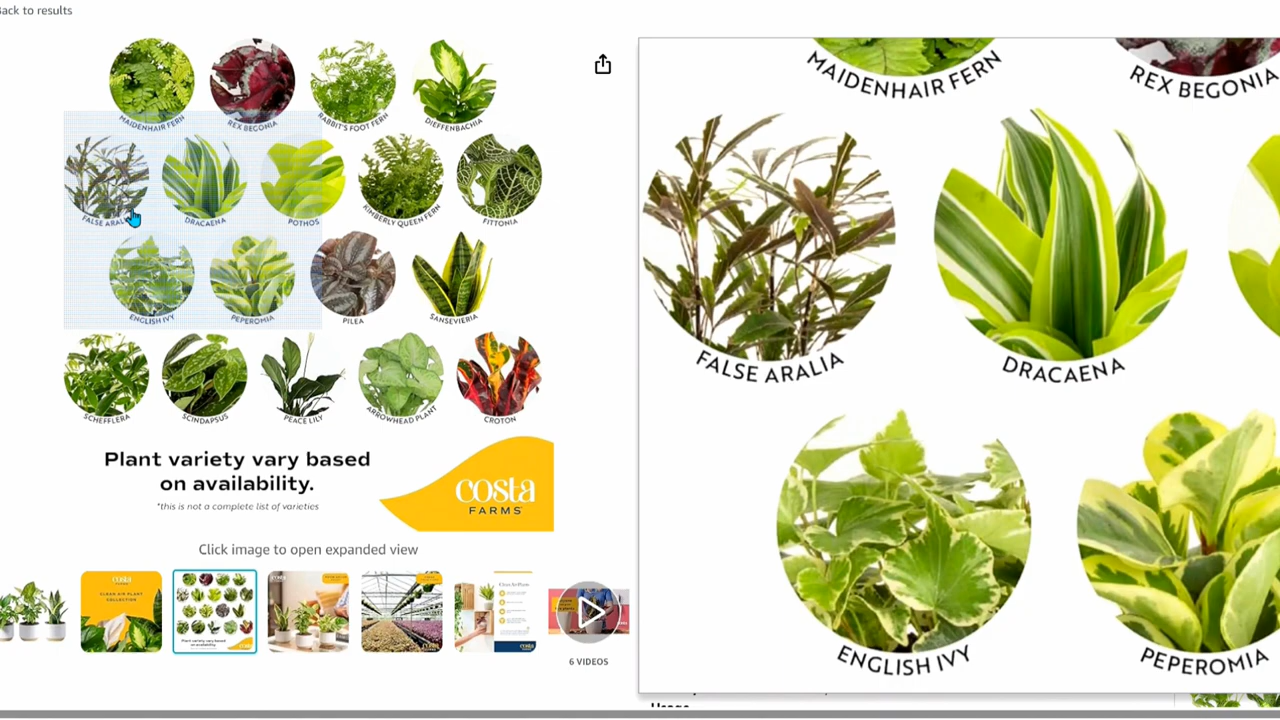 Back to results
MAIDENHAIR FERN
REX BEGONIA
RABBIT'S FOOT FERN
DIEFFENBACHIA
FALSE ARALIA
DRACAENA
POTHOS
KIMBERLY QUEEN FERN
FITTONIA
ENGLISH IVY
PEPEROMIA
PILEA
SANSEVIERIA
SCHEFFLERA
SCINDAPSUS
PEACE LILY
ARROWHEAD PLANT
CROTON
Plant variety vary based
on availability.
*this is not a complete list of varieties
costa
FARMS
Click image to open expanded view
6 VIDEOS
MAIDENHAIR FERN
REX BEGONIA
FALSE ARALIA
DRACAENA
ENGLISH IVY
PEPEROMIA